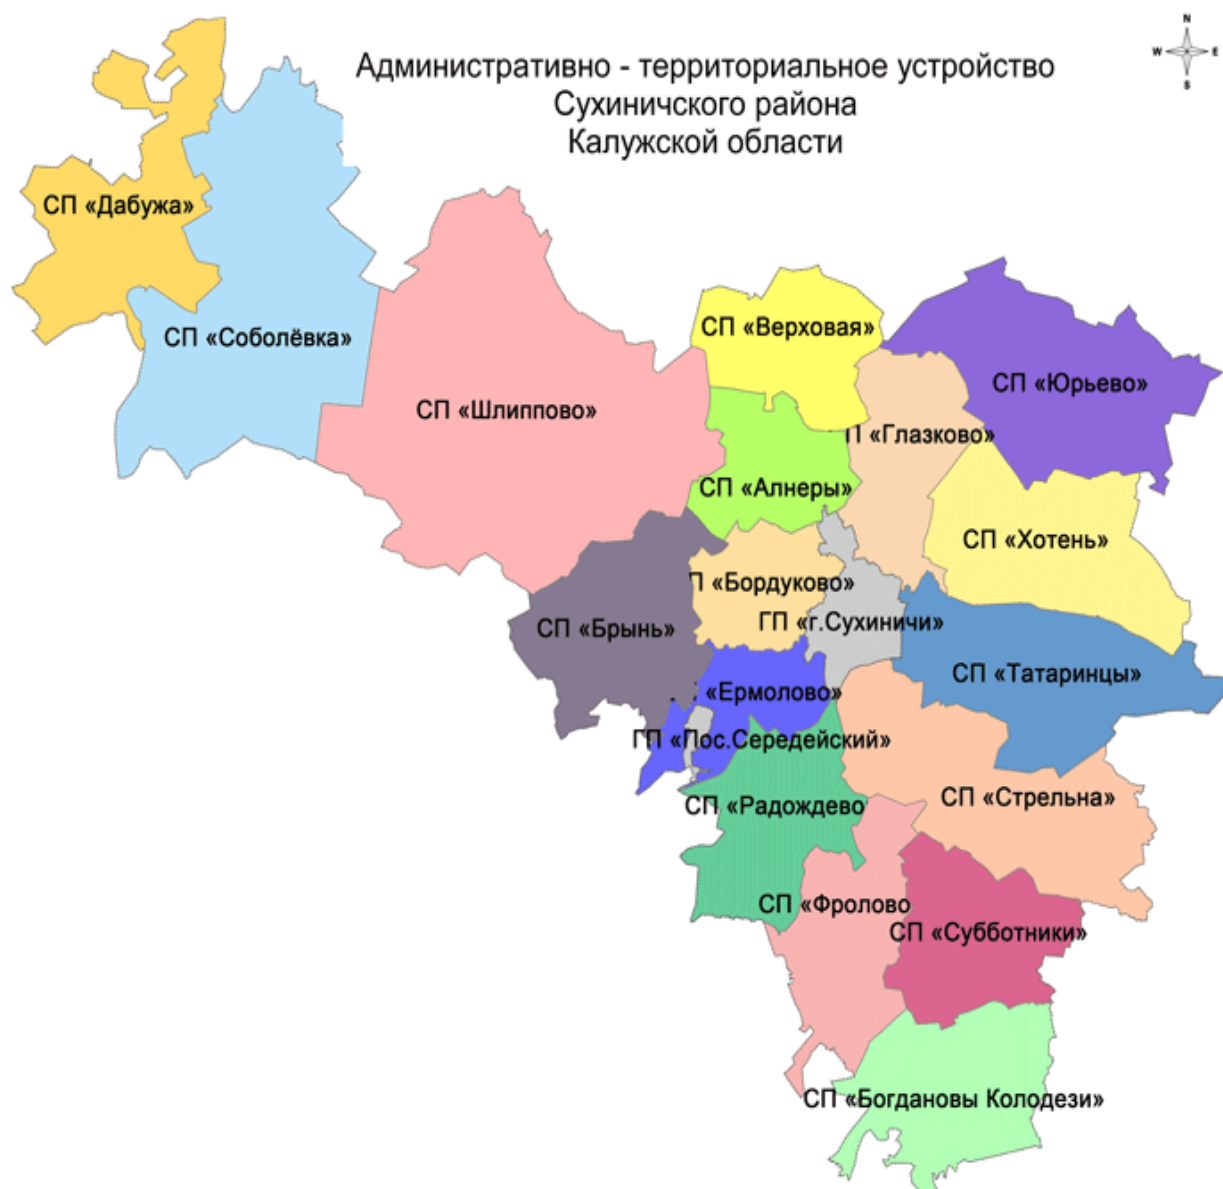 N
W E
S
Административно - территориальное устройство
Сухиничского района
Калужской области
СП «Дабужа»
СП «Соболёвка»
СП «Верховая»
СП «Юрьево»
СП «Шлиппово»
П «Глазково»
СП «Алнеры»
СП «Хотень»
П «Бордуково»
ГП «г.Сухиничи»
СП «Брынь»
СП «Татаринцы»
«Ермолово»
ГП «Пос.Середейский»
СП «Стрельна»
СП «Радождево
СП «Фролово
СП «Субботники»
СП «Богдановы Колодези»